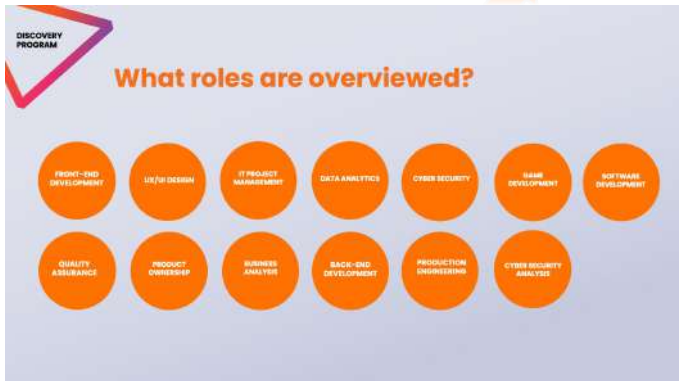 DISCOVERY
PROGRAM
What roles are overviewed?
FRONT-END
DEVELOPMENT
UX/UI DESIGN
IT PROJECT
MANAGEMENT
DATA ANALYTICS
CYBER SECURITY
GAME
DEVELOPMENT
SOFTWARE
DEVELOPMENT
QUALITY
ASSURANCE
PRODUCT
OWNERSHIP
BUSINESS
ANALYSIS
BACK-END
DEVELOPMENT
PRODUCTION
ENGINEERING
CYBER SECURITY
ANALYSIS